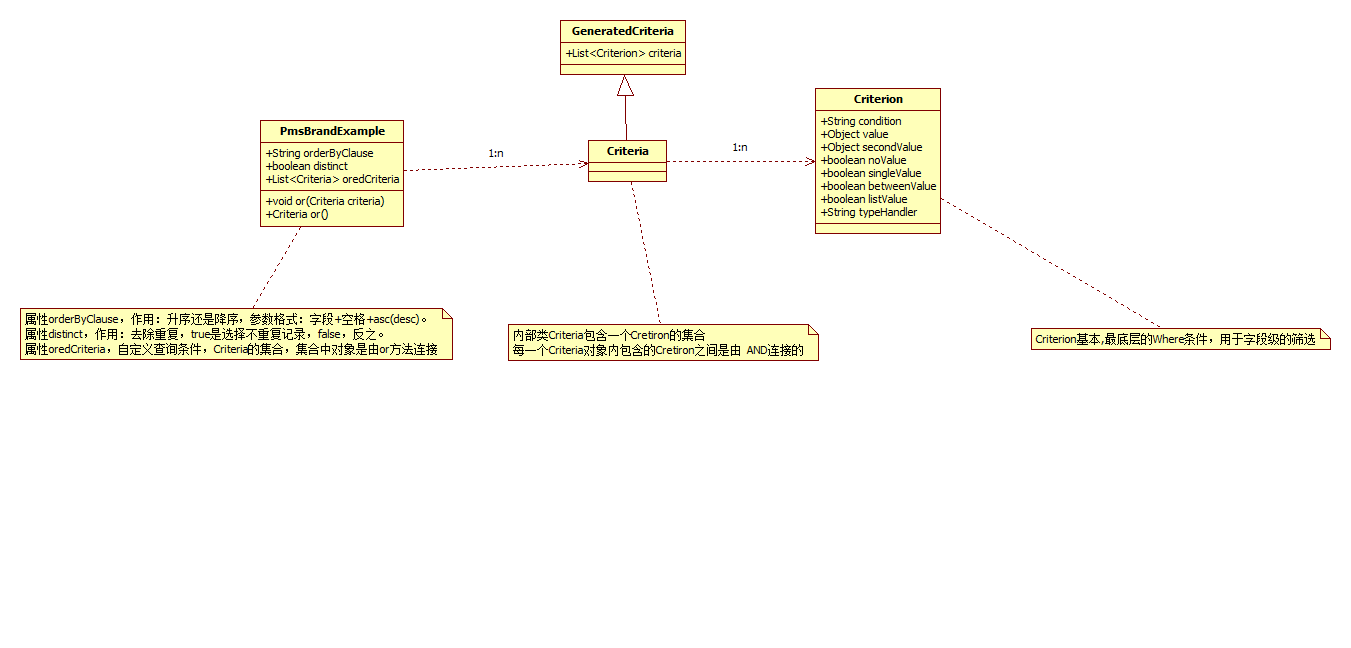 GeneratedCriteria
+List<Criterion> criteria
PmsBrandExample
+String orderByClause
+boolean distinct
+List<Criteria> oredCriteria
+void or(Criteria criteria)
+Criteria or()
1:n
Criteria
1:n
Criterion
+String condition
+Object value
+Object secondValue
+boolean noValue
+boolean singleValue
+boolean betweenValue
+boolean listValue
+String typeHandler
属性orderByClause，作用：升序还是降序，参数格式：字段+空格+asc(desc)。
属性distinct，作用：去除重复，true是选择不重复记录，false，反之。
属性oredCriteria，自定义查询条件，Criteria的集合，集合中对象是由or方法连接
内部类Criteria包含一个Cretiron的集合
每一个Criteria对象内包含的Cretiron之间是由 AND连接的
Criterion基本,最底层的Where条件，用于字段级的筛选